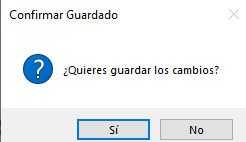 Confirmar Guardado
¿Quieres guardar los cambios?
Sí
No